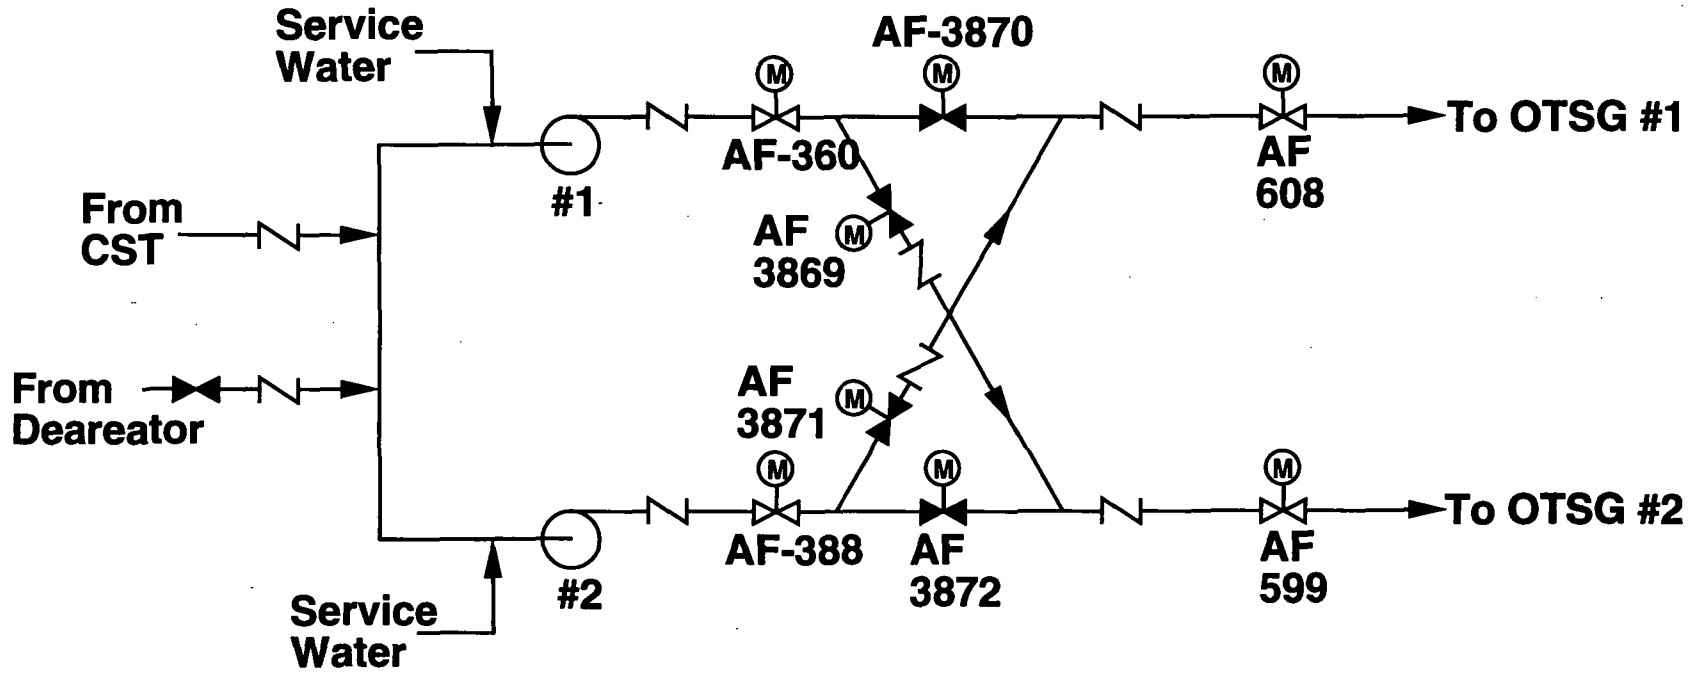 Service
Water
AF-3870
M
M
M
To OTSG #1
AF-360
AF
608
#1
From
CST
AF
3869
M
From
Deareator
AF
3871
M
M
M
M
To OTSG #2
AF-388
AF
3872
AF
599
#2
Service
Water